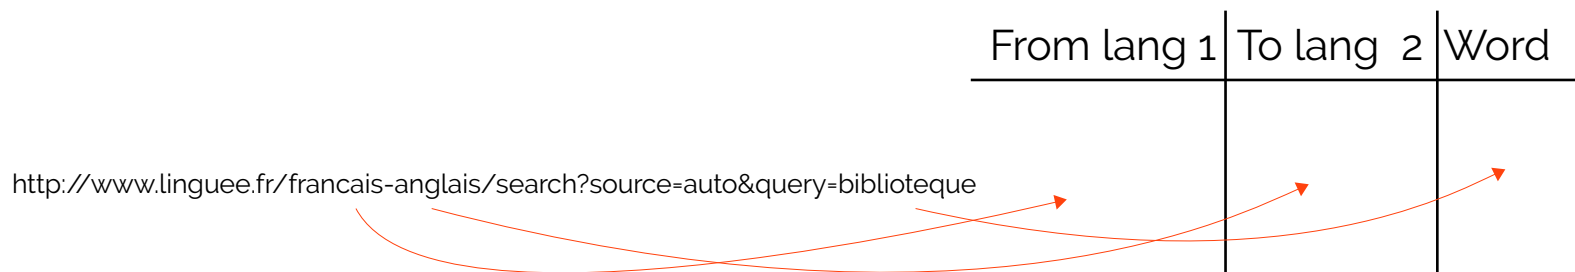 From lang 1 To lang 2 Word
http://www.linguee.fr/francais-anglais/search?source=auto&query=biblioteque